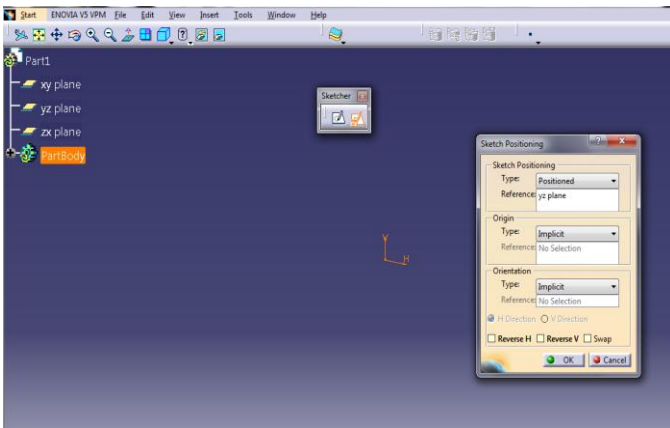 Start ENOVIA V5 VPM File Edit View Insert Tools Window Help
Part1
xy plane
yz plane
zx plane
PartBody
Sketcher
V
H
Sketch Positioning
Sketch Positioning
Type: Positioned
Reference: yz plane
Origin
Type: Implicit
Reference: No Selection
Orientation
Type: Implicit
Reference: No Selection
H Direction V Direction
Reverse H Reverse V Swap
OK Cancel